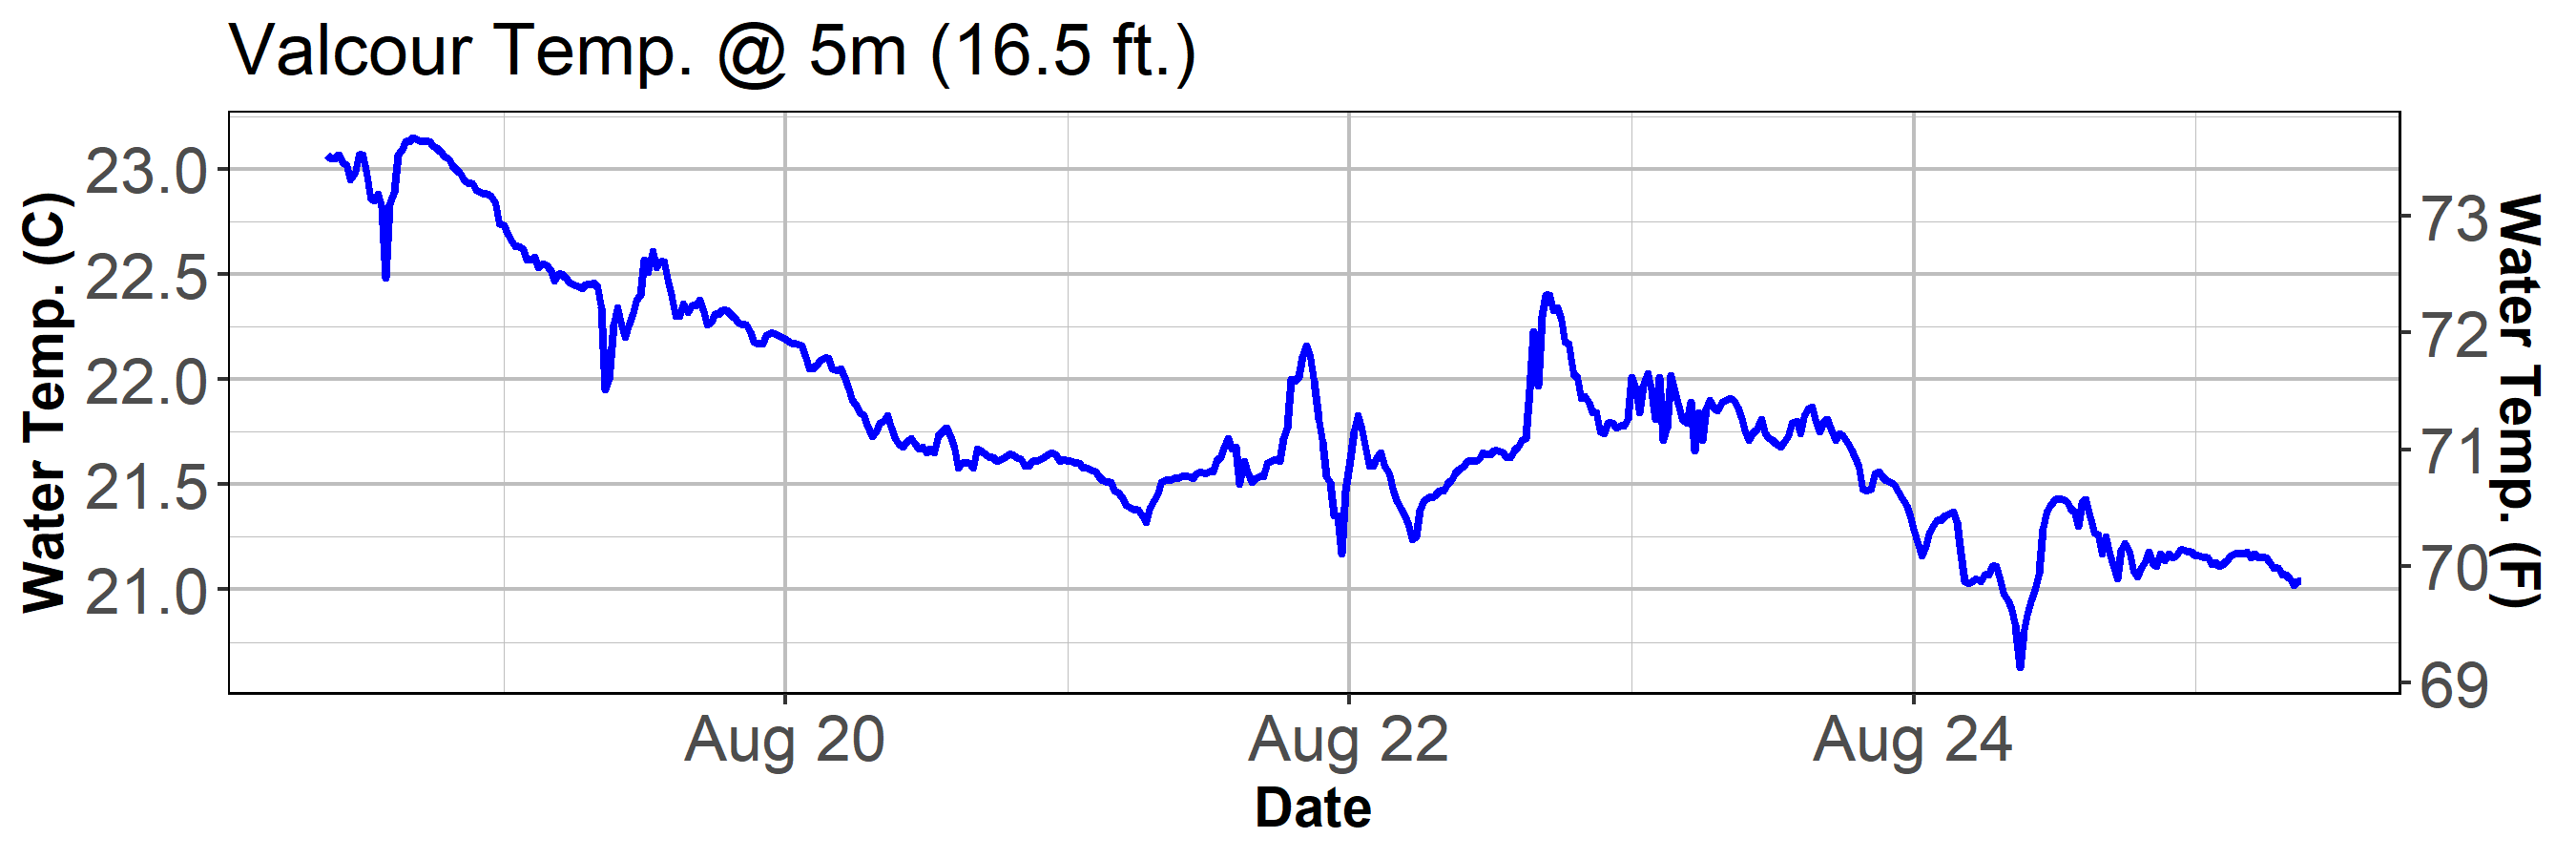 Valcour Temp. @ 5m (16.5 ft.)
Water Temp. (C)
23.0
22.5
22.0
21.5
21.0
73
72
71
70
69
Water Temp. (F)
Aug 20 Aug 22 Aug 24
Date